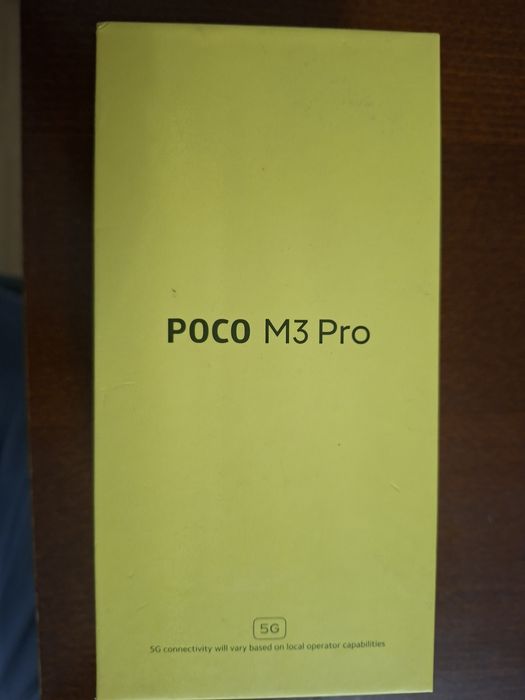 POCO M3 Pro
5G
5G connectivity will vary based on local operator capabilities